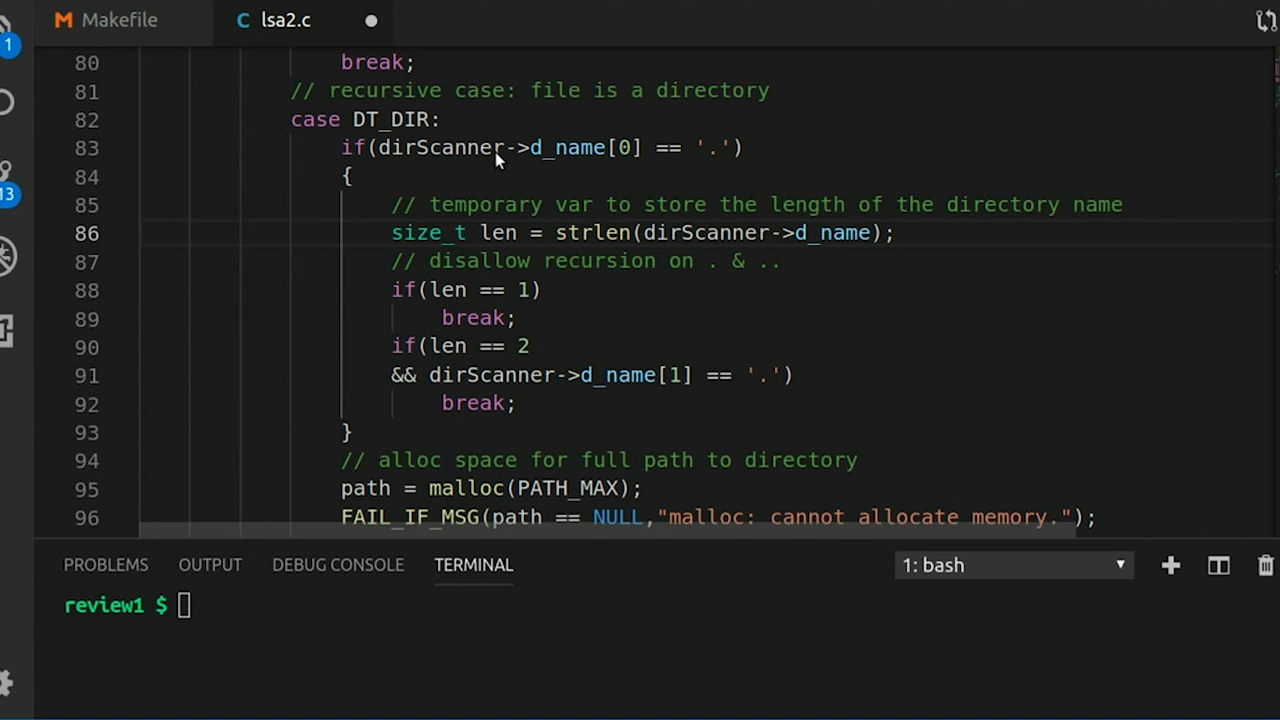 Makefile
C lsa2.c
1
13
80 break;
81 // recursive case: file is a directory
82 case DT_DIR:
83 if(dirScanner->d_name[0] == '.')
84 {
85 // temporary var to store the length of the directory name
86 size_t len = strlen(dirScanner->d_name);
87 // disallow recursion on . & ..
88 if(len == 1)
89 break;
90 if(len == 2
91 && dirScanner->d_name[1] == '.')
92 break;
93 }
94 // alloc space for full path to directory
95 path = malloc(PATH_MAX);
96 FAIL_IF_MSG(path == NULL,"malloc: cannot allocate memory.");
PROBLEMS OUTPUT DEBUG CONSOLE TERMINAL 1: bash
review1 $